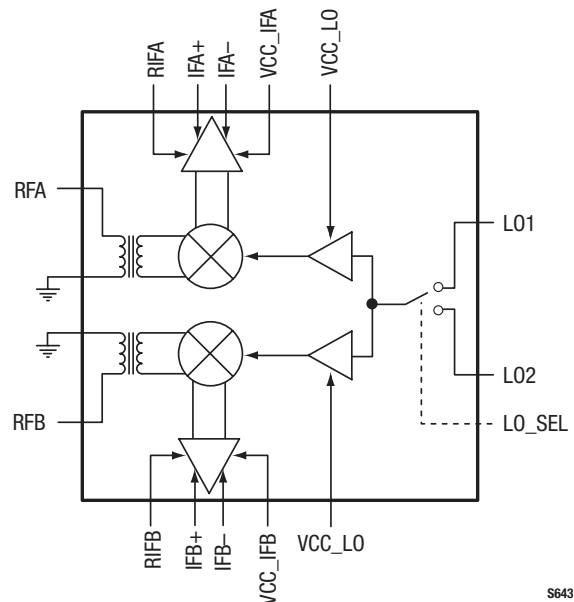 RIFA
IFA+
IFA–
VCC_IFA
VCC_LO
RFA
LO1
LO2
RFB
LO_SEL
RIFB
IFB+
IFB–
VCC_IFB
VCC_LO
S643